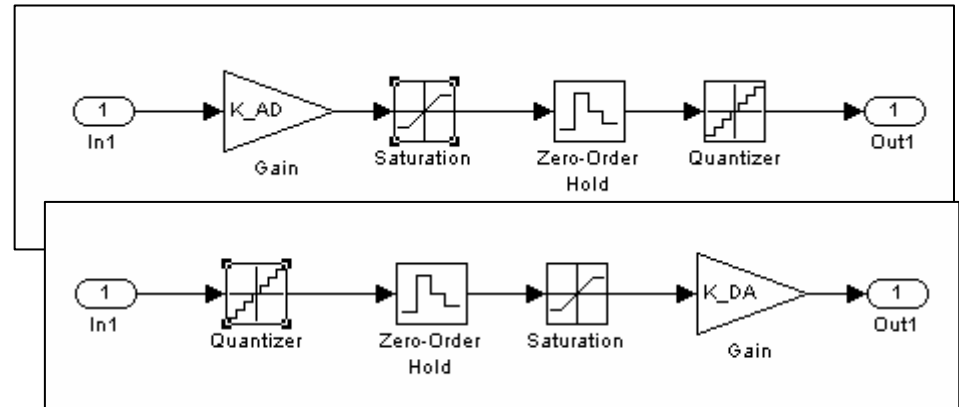 1
In1
K_AD
Gain
Saturation
Zero-Order
Hold
Quantizer
1
Out1
1
In1
Quantizer
Zero-Order
Hold
Saturation
K_DA
Gain
1
Out1